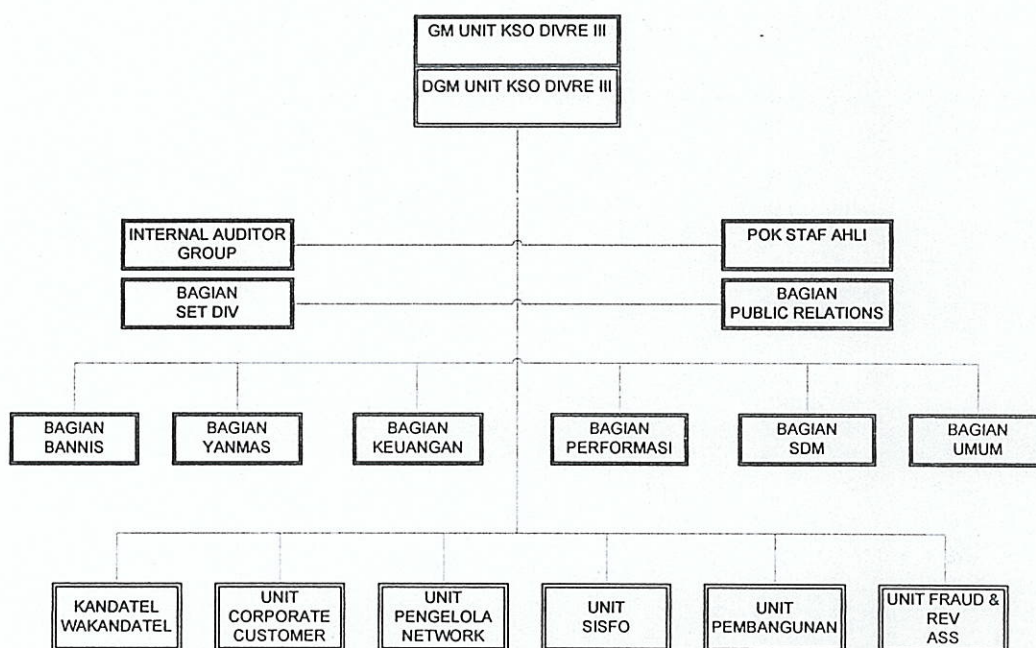 GM UNIT KSO DIVRE III
DGM UNIT KSO DIVRE III
INTERNAL AUDITOR
GROUP
POK STAF AHLI
BAGIAN
SET DIV
BAGIAN
PUBLIC RELATIONS
BAGIAN
BANNIS
BAGIAN
YANMAS
BAGIAN
KEUANGAN
BAGIAN
PERFORMASI
BAGIAN
SDM
BAGIAN
UMUM
KANDATEL
WAKANDATEL
UNIT
CORPORATE
CUSTOMER
UNIT
PENGELOLA
NETWORK
UNIT
SISFO
UNIT
PEMBANGUNAN
UNIT FRAUD &
REV
ASS